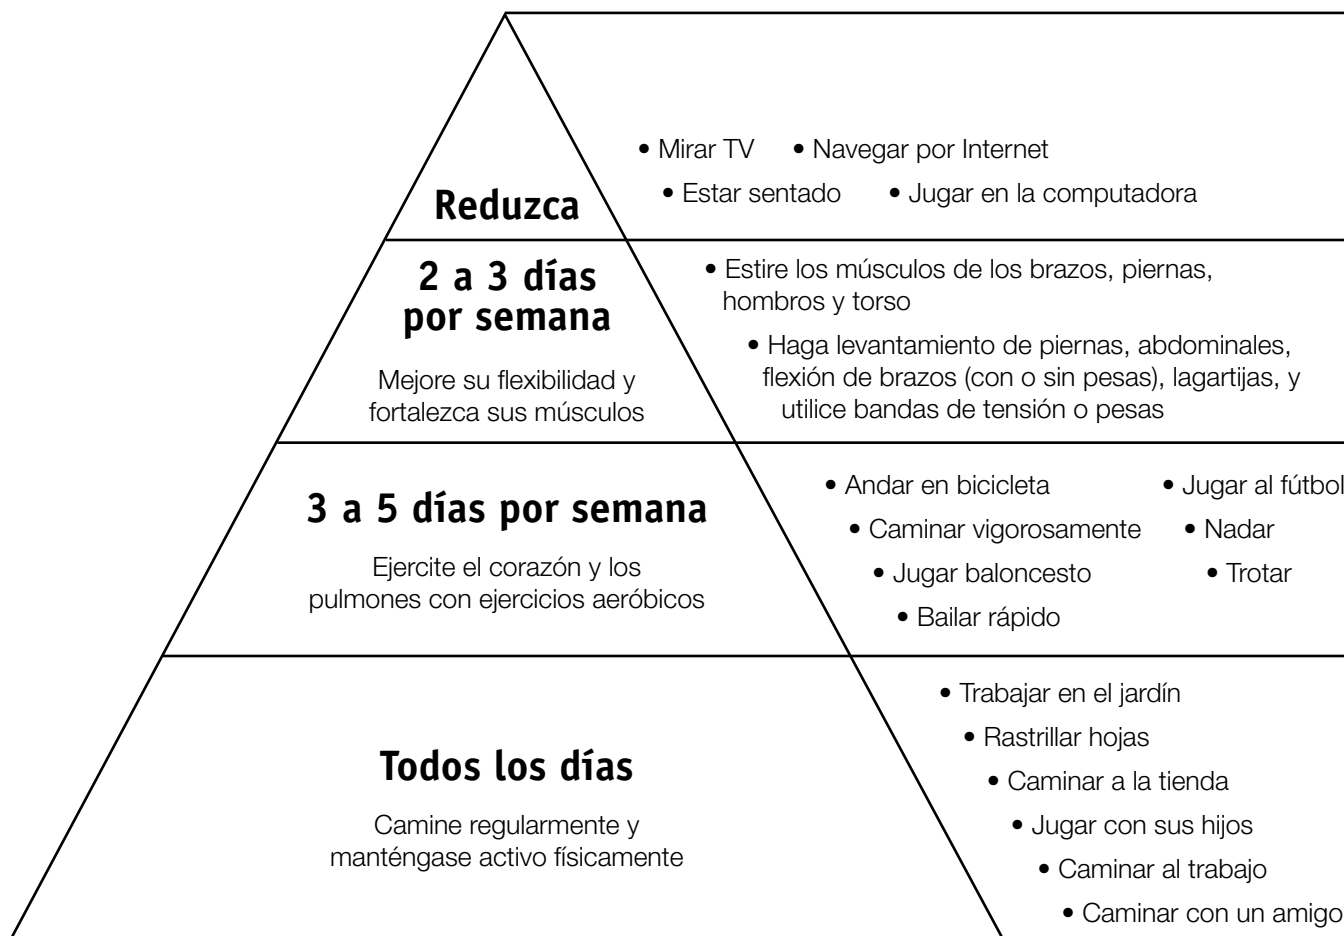 • Mirar TV • Navegar por Internet
• Estar sentado • Jugar en la computadora
Reduzca
2 a 3 días
por semana
Mejore su flexibilidad y
fortalezca sus músculos
• Estire los músculos de los brazos, piernas,
hombros y torso
• Haga levantamiento de piernas, abdominales,
flexión de brazos (con o sin pesas), lagartijas, y
utilice bandas de tensión o pesas
3 a 5 días por semana
Ejercite el corazón y los
pulmones con ejercicios aeróbicos
• Andar en bicicleta • Jugar al fútbol
• Caminar vigorosamente • Nadar
• Jugar baloncesto • Trotar
• Bailar rápido
Todos los días
Camine regularmente y
manténgase activo físicamente
• Trabajar en el jardín
• Rastrillar hojas
• Caminar a la tienda
• Jugar con sus hijos
• Caminar al trabajo
• Caminar con un amigo